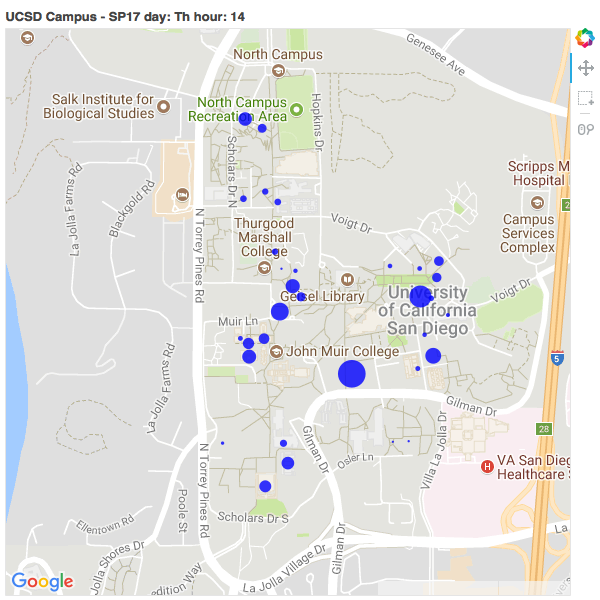 UCSD Campus - SP17 day: Th hour: 14
Genesee Ave
North Campus
Salk Institute for
Biological Studies
North Campus
Recreation Area
Hopkins Dr
Scholars Dr N
La Jolla Farms Rd
Blackgold Rd
Scripps M
Hospital
2
Campus
Services
Complex
N Torrey Pines Rd
Thurgood
Marshall
College
Voigt Dr
Geisel Library
University
of California
San Diego
Voigt Dr
Muir Ln
John Muir College
La Jolla Farms Rd
5
Gilman Dr
Gilman Dr
28
N Torrey Pines Rd
Osler Ln
Villa La Jolla Dr
H
VA San Dieg
Healthcare S
Poole St
Ellentown Rd
Scholars Dr S
Gilman Dr
La
La Jolla Shores Dr
Google
edition Way
La Jolla Village Dr